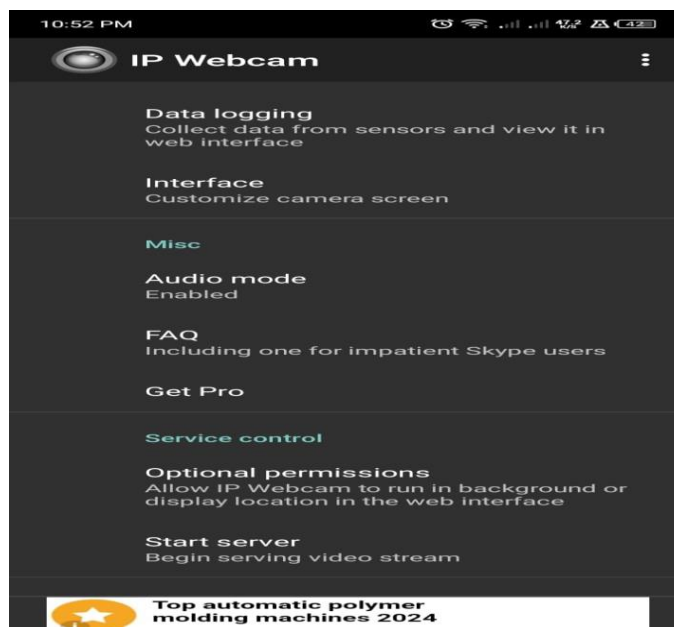 10:52 PM
47.2
K/s
42
IP Webcam
Data logging
Collect data from sensors and view it in
web interface
Interface
Customize camera screen
Misc
Audio mode
Enabled
FAQ
Including one for impatient Skype users
Get Pro
Service control
Optional permissions
Allow IP Webcam to run in background or
display location in the web interface
Start server
Begin serving video stream
Top automatic polymer
molding machines 2024